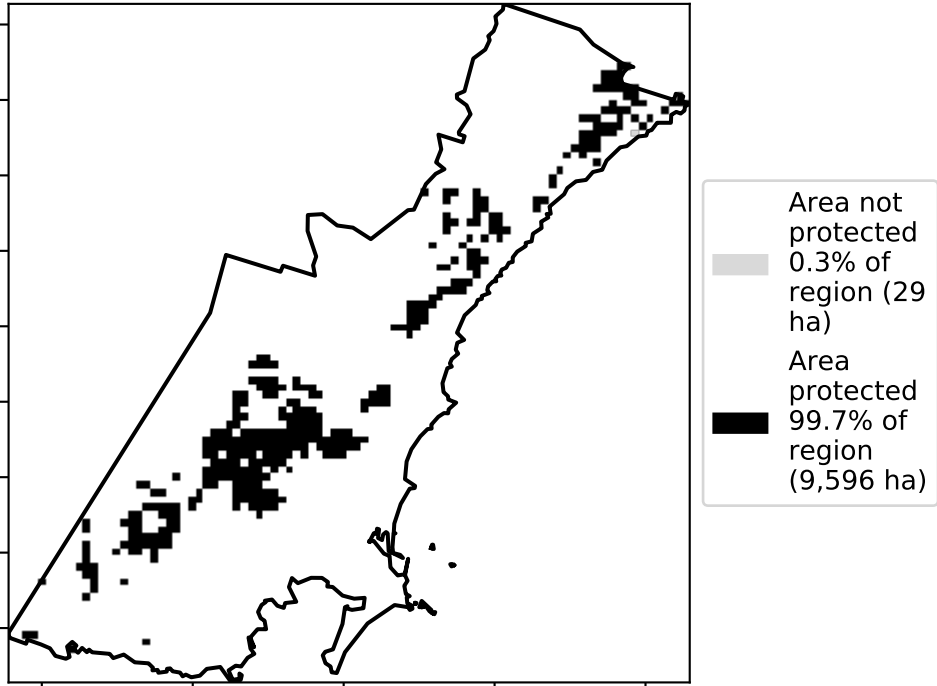 Area not
protected
0.3% of
region (29
ha)
Area
protected
99.7% of
region
(9,596 ha)